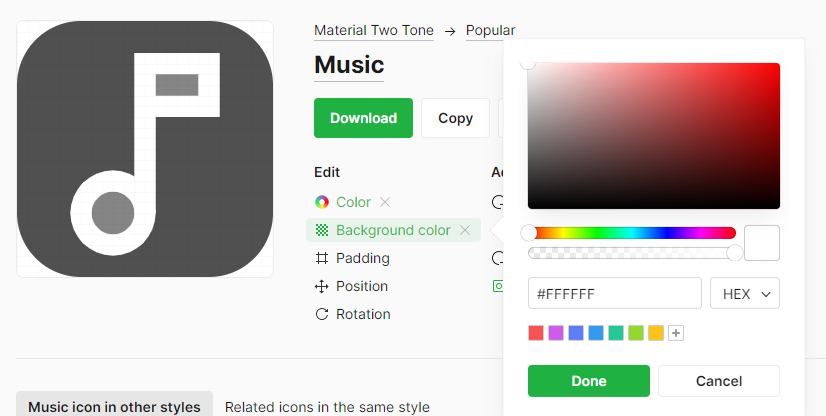 Material Two Tone → Popular
Music
Download
Copy
Edit
Color
Background color
Padding
Position
Rotation
#FFFFFF
HEX
Done
Cancel
Music icon in other styles
Related icons in the same style